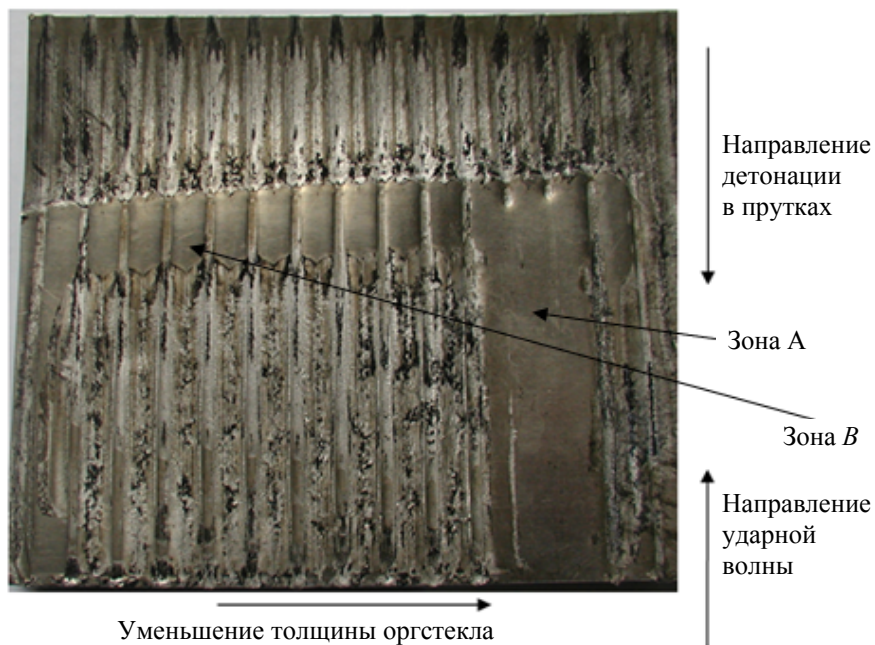 Направление
детонации
в прутках
Зона А
Зона В
Направление
ударной
волны
Уменьшение толщины оргстекла